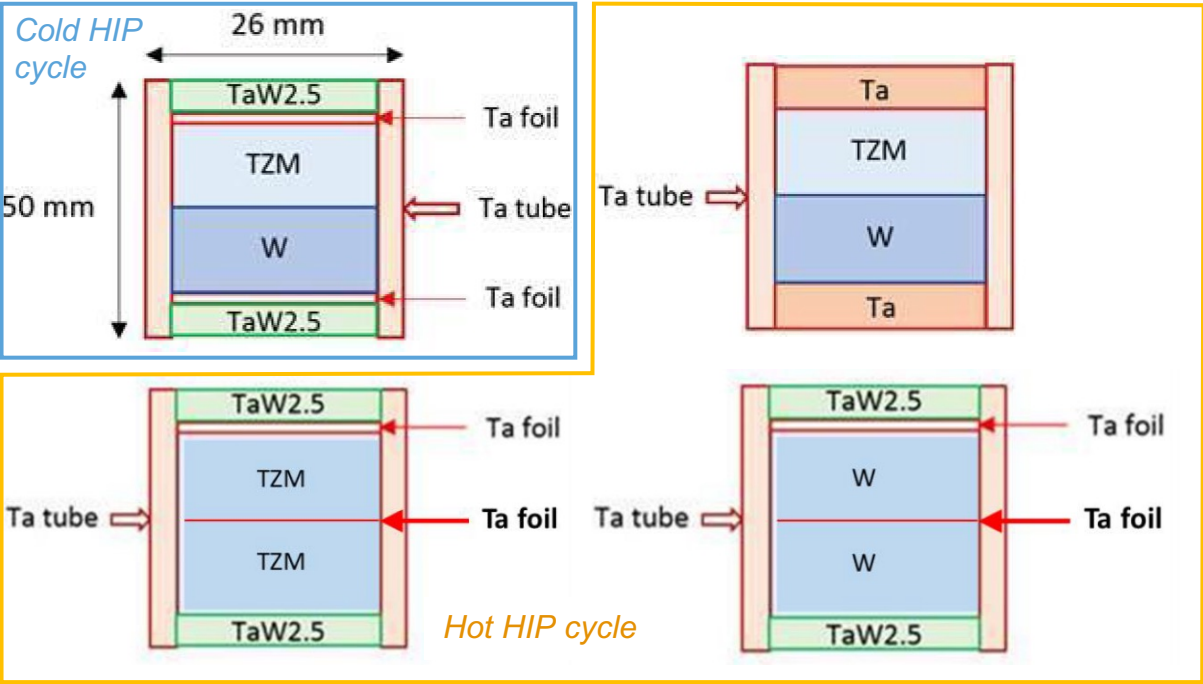 Cold HIP
cycle
26 mm
50 mm
TaW2.5
Ta foil
TZM
Ta tube
W
Ta foil
TaW2.5
Ta
TZM
Ta tube
W
Ta
TaW2.5
Ta foil
TZM
Ta tube
Ta foil
TZM
TaW2.5
Hot HIP cycle
TaW2.5
Ta foil
W
Ta tube
Ta foil
W
TaW2.5